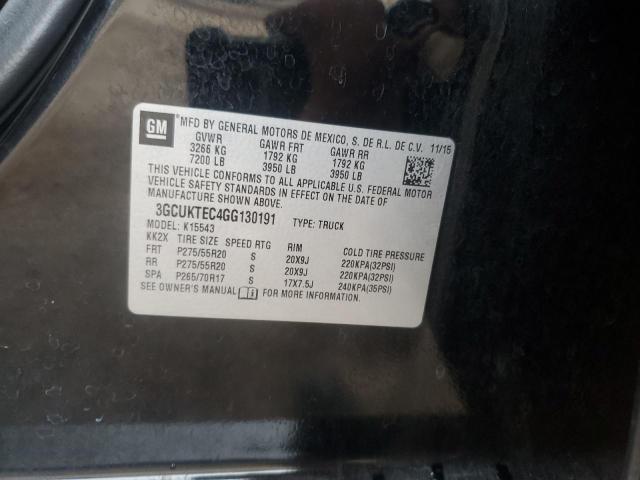 GM
MFD BY GENERAL MOTORS DE MEXICO, S. DE R.L. DE C.V. 11/15
GVWR GAWR FRT GAWR RR
3266 KG 1792 KG 1792 KG
7200 LB 3950 LB 3950 LB
THIS VEHICLE CONFORMS TO ALL APPLICABLE U.S. FEDERAL MOTOR
VEHICLE SAFETY STANDARDS IN EFFECT ON THE DATE OF
MANUFACTURE SHOWN ABOVE.
3GCUKTEC4GG130191 TYPE: TRUCK
MODEL: K15543
KK2X TIRE SIZE SPEED RTG RIM COLD TIRE PRESSURE
FRT P275/55R20 S 20X9J 220KPA(32PSI)
RR P275/55R20 S 20X9J 220KPA(32PSI)
SPA P265/70R17 S 17X7.5J 240KPA(35PSI)
SEE OWNER'S MANUAL FOR MORE INFORMATION.